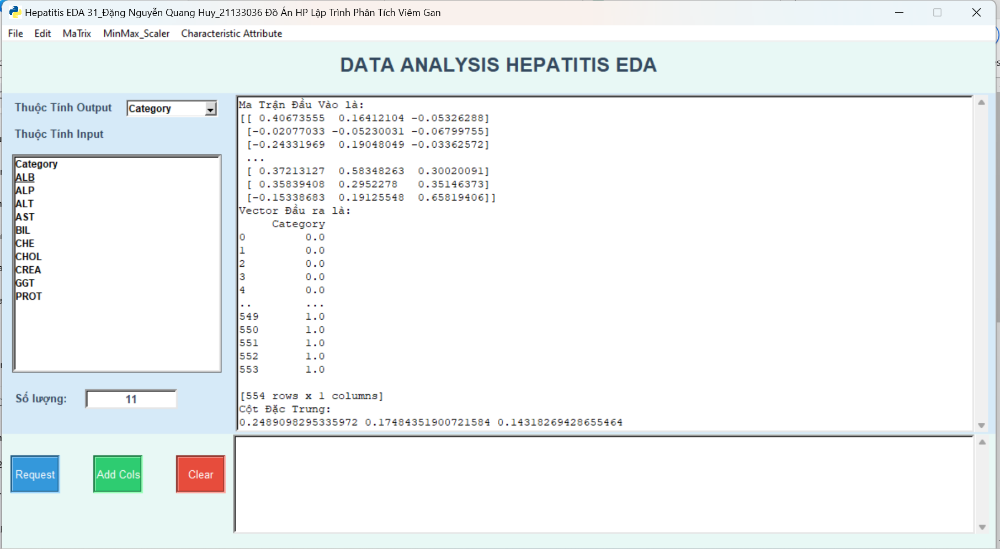 Hepatitis EDA 31_Đặng Nguyễn Quang Huy_21133036 Đồ Án HP Lập Trình Phân Tích Viêm Gan
File Edit MaTrix MinMax_Scaler Characteristic Attribute
DATA ANALYSIS HEPATITIS EDA
Thuộc Tính Output Category
Thuộc Tính Input
Category
ALB
ALP
ALT
AST
BIL
CHE
CHOL
CREA
GGT
PROT
Số lượng: 11
Request Add Cols Clear
Ma Trận Đầu Vào là:
[[ 0.40673555 0.16412104 -0.05326288]
[-0.02077033 -0.05230031 -0.06799755]
[-0.24331969 0.19048049 -0.03362572]
...
[ 0.37213127 0.58348263 0.30020091]
[ 0.35839408 0.2952278 0.35146373]
[-0.15338683 0.19125548 0.65819406]]
Vector Đầu ra là:
Category
0 0.0
1 0.0
2 0.0
3 0.0
4 0.0
.. ...
549 1.0
550 1.0
551 1.0
552 1.0
553 1.0
[554 rows x 1 columns]
Cột Đặc Trưng:
0.2489098295335972 0.17484351900721584 0.14318269428655464